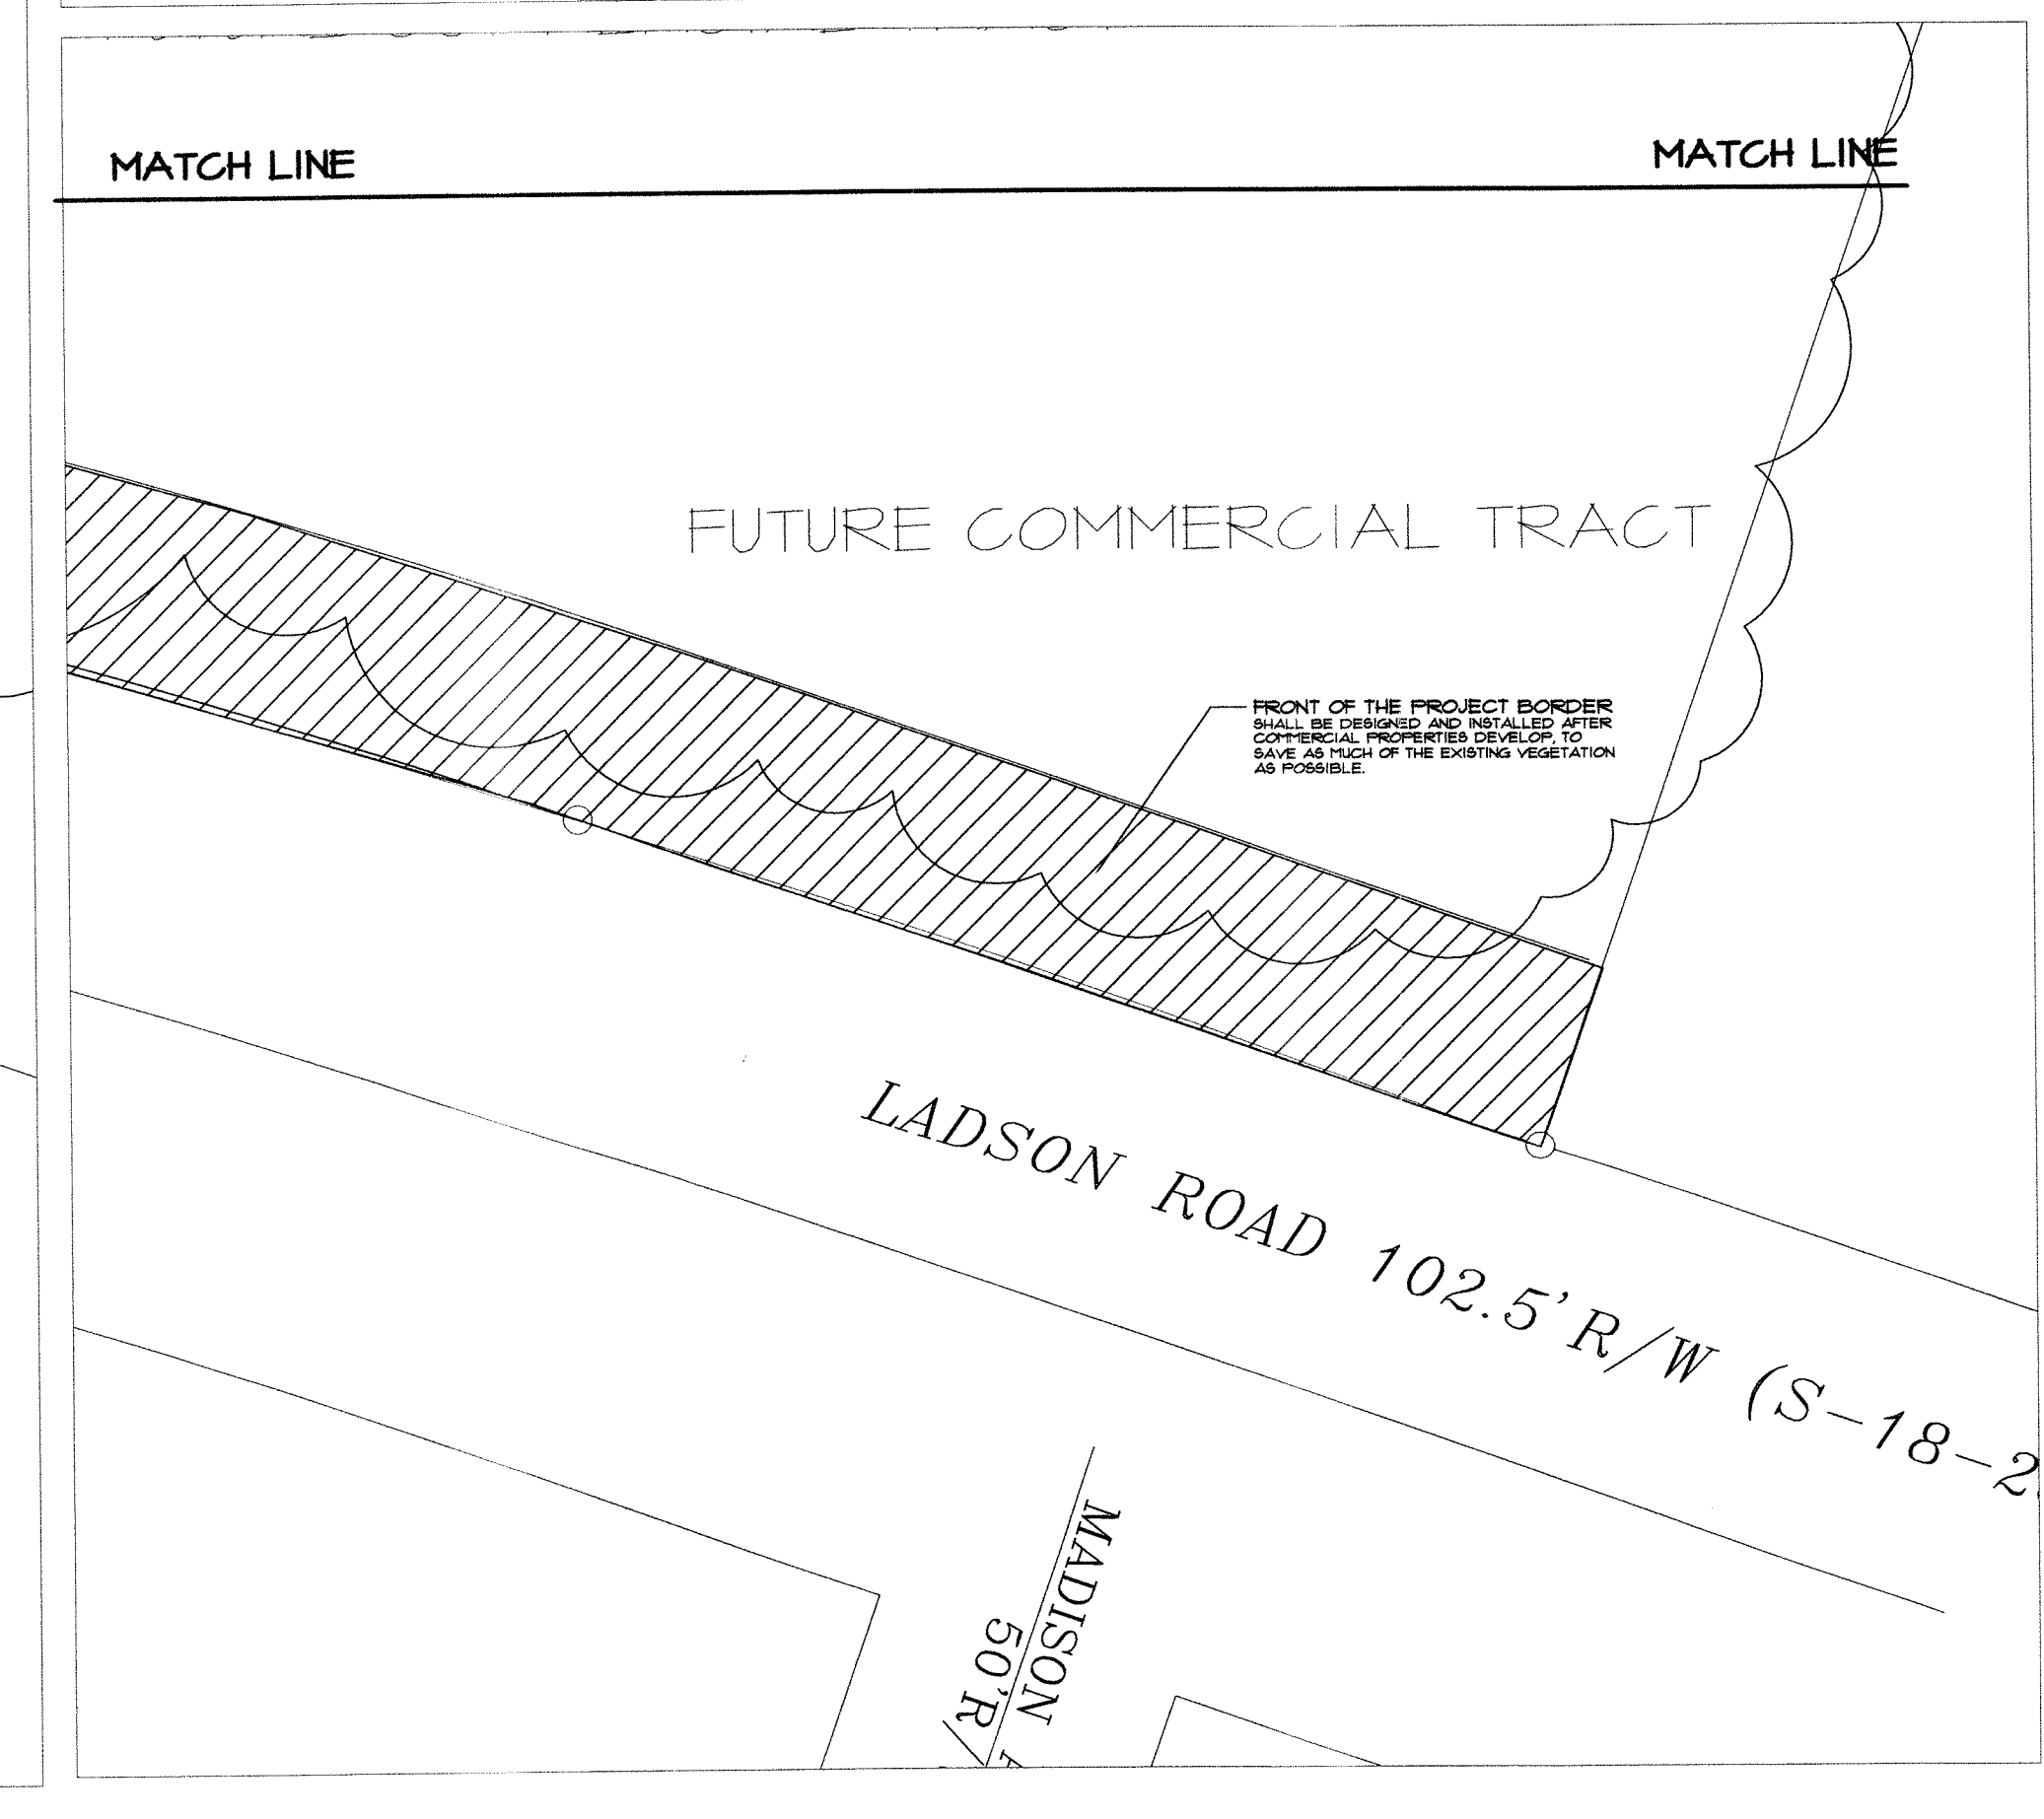 MATCH LINE
MATCH LINE
FUTURE COMMERCIAL TRACT
FRONT OF THE PROJECT BORDER
SHALL BE DESIGNED AND INSTALLED AFTER
COMMERCIAL PROPERTIES DEVELOP, TO
SAVE AS MUCH OF THE EXISTING VEGETATION
AS POSSIBLE.
LADSON ROAD 102.5'R/W (S-18-2
MADISON
50'R/